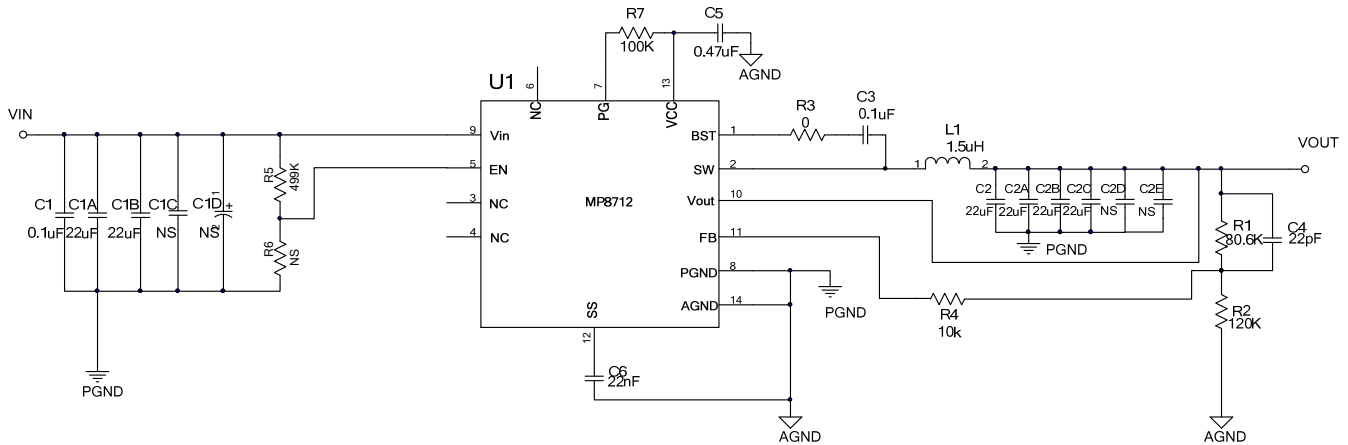 R7
100K
C5
0.47uF
AGND
U1
VIN
VOUT
6
NC
7
PG
13
VCC
R3
0
C3
0.1uF
L1
1.5uH
9
Vin
BST
1
5
EN
SW
2
1
2
3
NC
MP8712
Vout
10
4
NC
FB
11
PGND
8
AGND
14
SS
12
R5
499K
R6
NS
C1
0.1uF
C1A
22uF
C1B
22uF
C1C
NS
C1D
1
+
2
NS
PGND
C2
22uF
C2A
22uF
C2B
22uF
C2C
22uF
C2D
NS
C2E
NS
PGND
R1
80.6K
C4
22pF
R4
10k
R2
120K
PGND
C6
22nF
AGND
AGND